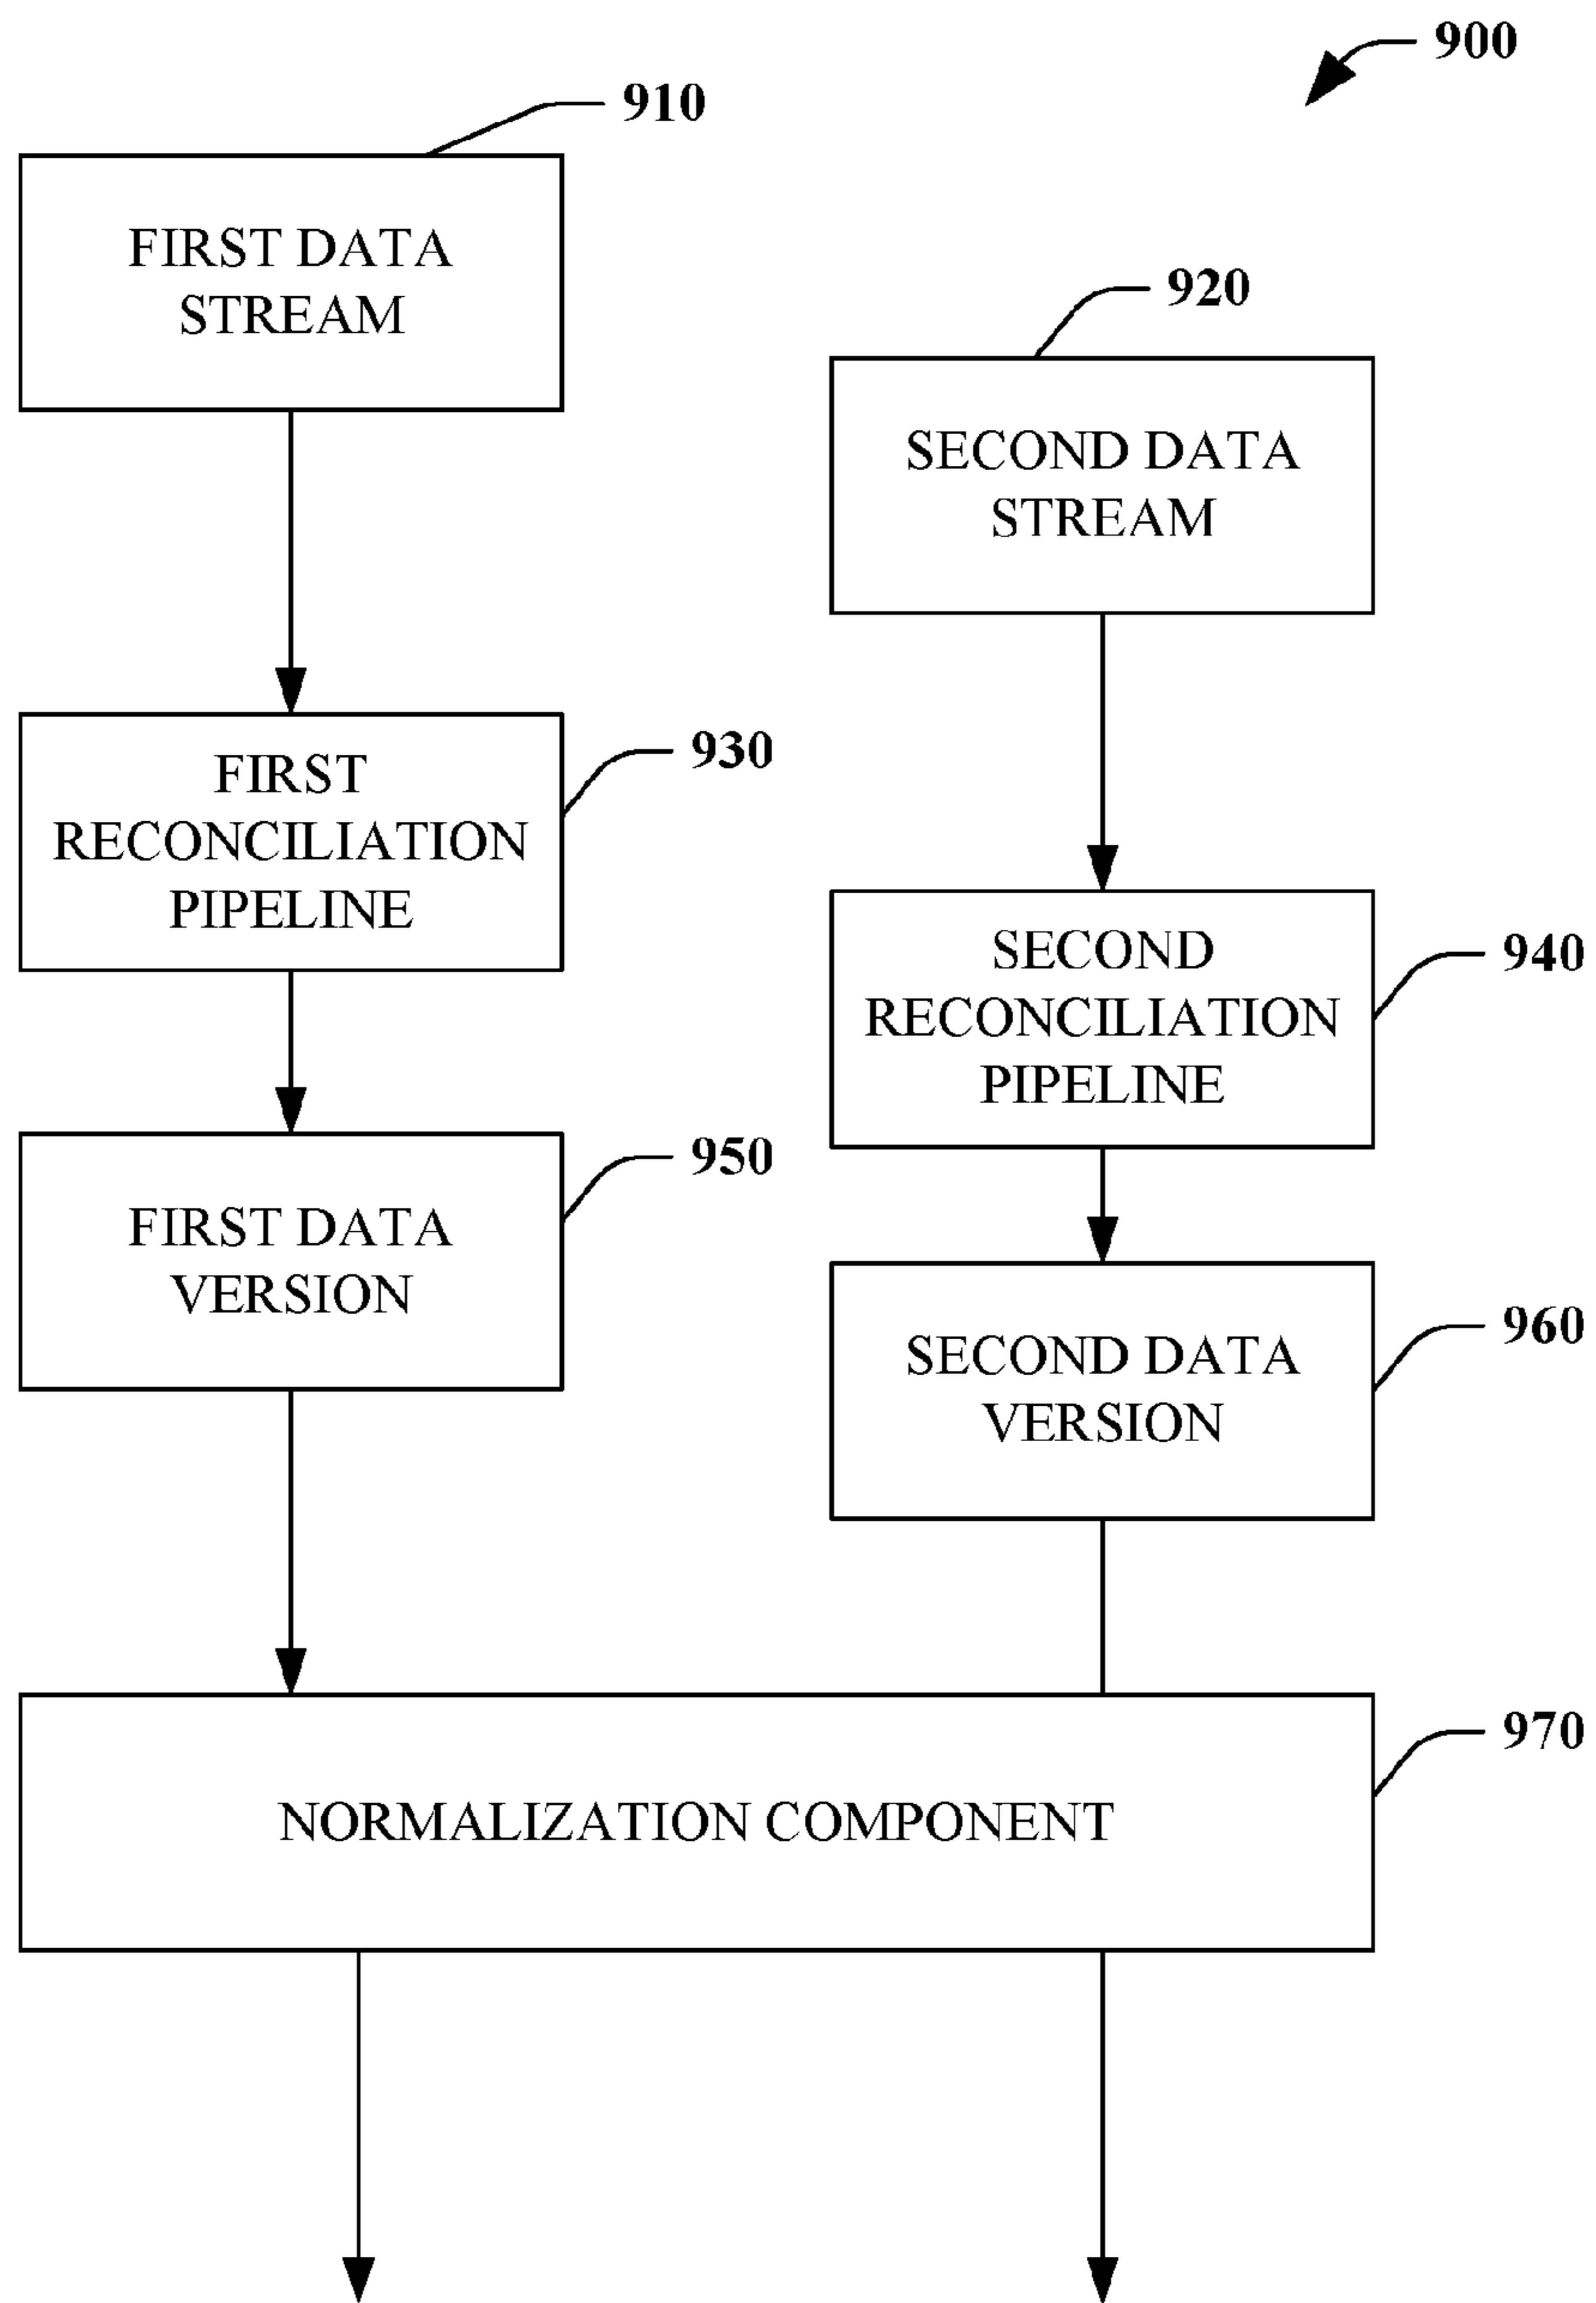 900
910
FIRST DATA
STREAM
920
SECOND DATA
STREAM
930
FIRST
RECONCILIATION
PIPELINE
940
SECOND
RECONCILIATION
PIPELINE
950
FIRST DATA
VERSION
960
SECOND DATA
VERSION
970
NORMALIZATION COMPONENT